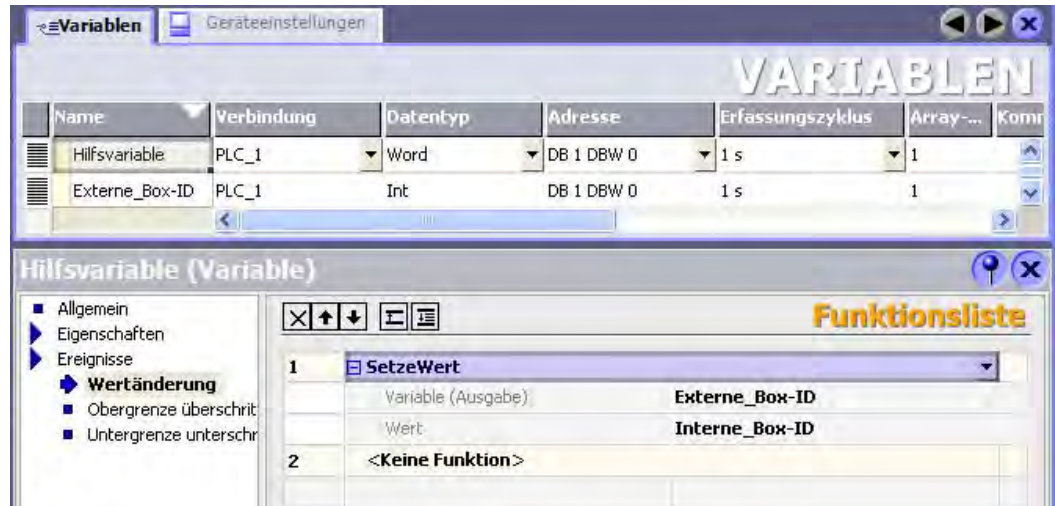 Variablen Geräteeinstellungen
VARIABLEN
Name Verbindung Datentyp Adresse Erfassungszyklus Array-... Komr
Hilfsvariable PLC_1 Word DB 1 DBW 0 1 s 1
Externe_Box-ID PLC_1 Int DB 1 DBW 0 1 s 1
Hilfsvariable (Variable)
Allgemein
Eigenschaften
Ereignisse
Wertänderung
Obergrenze überschrit
Untergrenze unterschr
Funktionsliste
1 SetzeWert
Variable (Ausgabe) Externe_Box-ID
Wert Interne_Box-ID
2 <Keine Funktion>